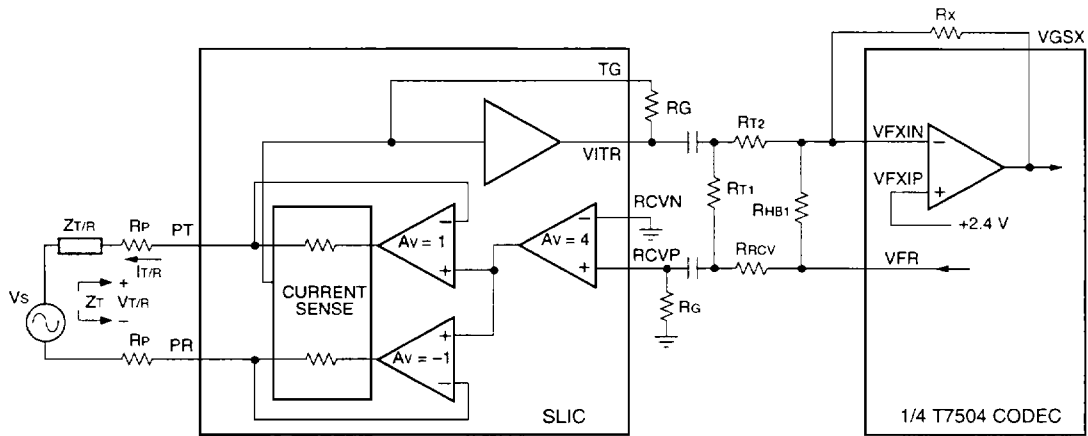 RX
VGSX
TG
RG
RT2
VFXIN
−
VITR
VFXIP
+
RT1
RHB1
+2.4 V
RCVN
−
−
ZT/R
RP
PT
AV = 1
AV = 4
RCVP
RRCV
VFR
IT/R
+
+
VS
ZT
+
VT/R
−
CURRENT
SENSE
RG
RP
PR
+
AV = −1
−
SLIC
1/4 T7504 CODEC